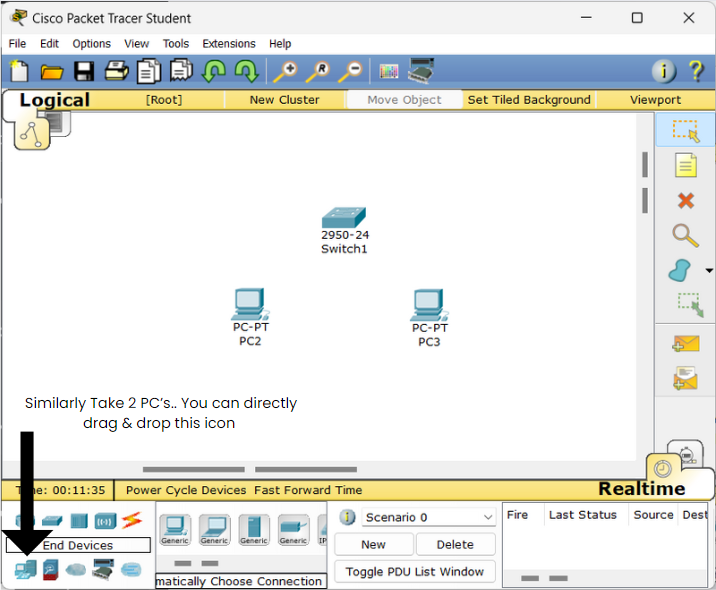 Cisco Packet Tracer Student
File Edit Options View Tools Extensions Help
R
i ?
Logical [Root] New Cluster Move Object Set Tiled Background Viewport
2950-24
Switch1
PC-PT
PC2
PC-PT
PC3
Similarly Take 2 PC's.. You can directly
drag & drop this icon
Time: 00:11:35 Power Cycle Devices Fast Forward Time Realtime
End Devices
Generic Generic Generic Generic IP
matically Choose Connection
i Scenario 0
New Delete
Toggle PDU List Window
Fire Last Status Source Dest